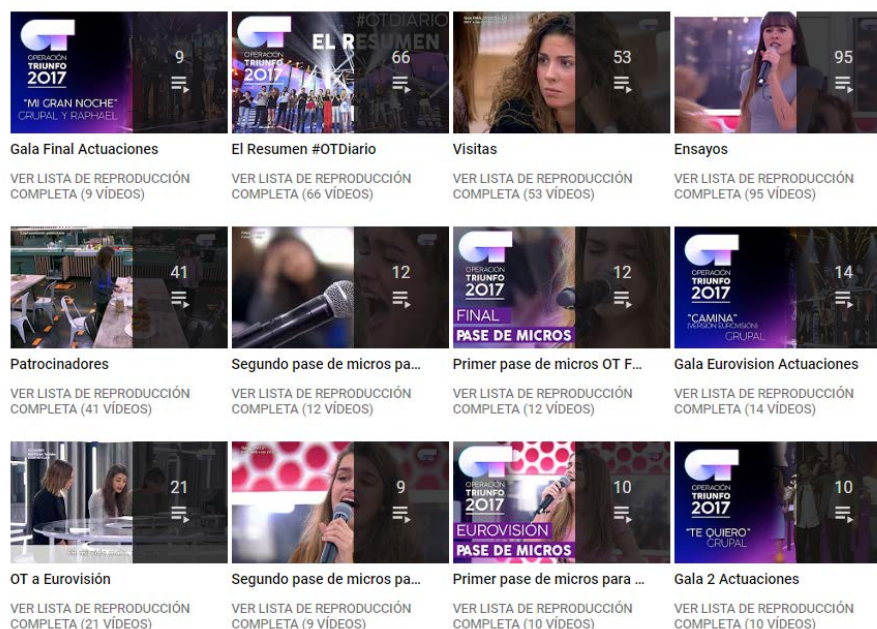 OPERACIÓN
TRIUNFO
2017
"MI GRAN NOCHE"
GRUPAL Y RAPHAEL
9
#OTDIARIO
EL RESUMEN
OPERACIÓN
TRIUNFO
2017
66
53
95
Gala Final Actuaciones
El Resumen #OTDiario
Visitas
Ensayos
VER LISTA DE REPRODUCCIÓN
COMPLETA (9 VÍDEOS)
VER LISTA DE REPRODUCCIÓN
COMPLETA (66 VÍDEOS)
VER LISTA DE REPRODUCCIÓN
COMPLETA (53 VÍDEOS)
VER LISTA DE REPRODUCCIÓN
COMPLETA (95 VÍDEOS)
41
12
OPERACIÓN
TRIUNFO
2017
FINAL
PASE DE MICROS
12
OPERACIÓN
TRIUNFO
2017
"CAMINA"
(VERSIÓN EUROVISIÓN)
GRUPAL
14
Patrocinadores
Segundo pase de micros pa...
Primer pase de micros OT F...
Gala Eurovision Actuaciones
VER LISTA DE REPRODUCCIÓN
COMPLETA (41 VÍDEOS)
VER LISTA DE REPRODUCCIÓN
COMPLETA (12 VÍDEOS)
VER LISTA DE REPRODUCCIÓN
COMPLETA (12 VÍDEOS)
VER LISTA DE REPRODUCCIÓN
COMPLETA (14 VÍDEOS)
21
9
OPERACIÓN
TRIUNFO
2017
EUROVISIÓN
PASE DE MICROS
10
OPERACIÓN
TRIUNFO
2017
"TE QUIERO"
GRUPAL
10
OT a Eurovisión
Segundo pase de micros pa...
Primer pase de micros para ...
Gala 2 Actuaciones
VER LISTA DE REPRODUCCIÓN
COMPLETA (21 VÍDEOS)
VER LISTA DE REPRODUCCIÓN
COMPLETA (9 VÍDEOS)
VER LISTA DE REPRODUCCIÓN
COMPLETA (10 VÍDEOS)
VER LISTA DE REPRODUCCIÓN
COMPLETA (10 VÍDEOS)